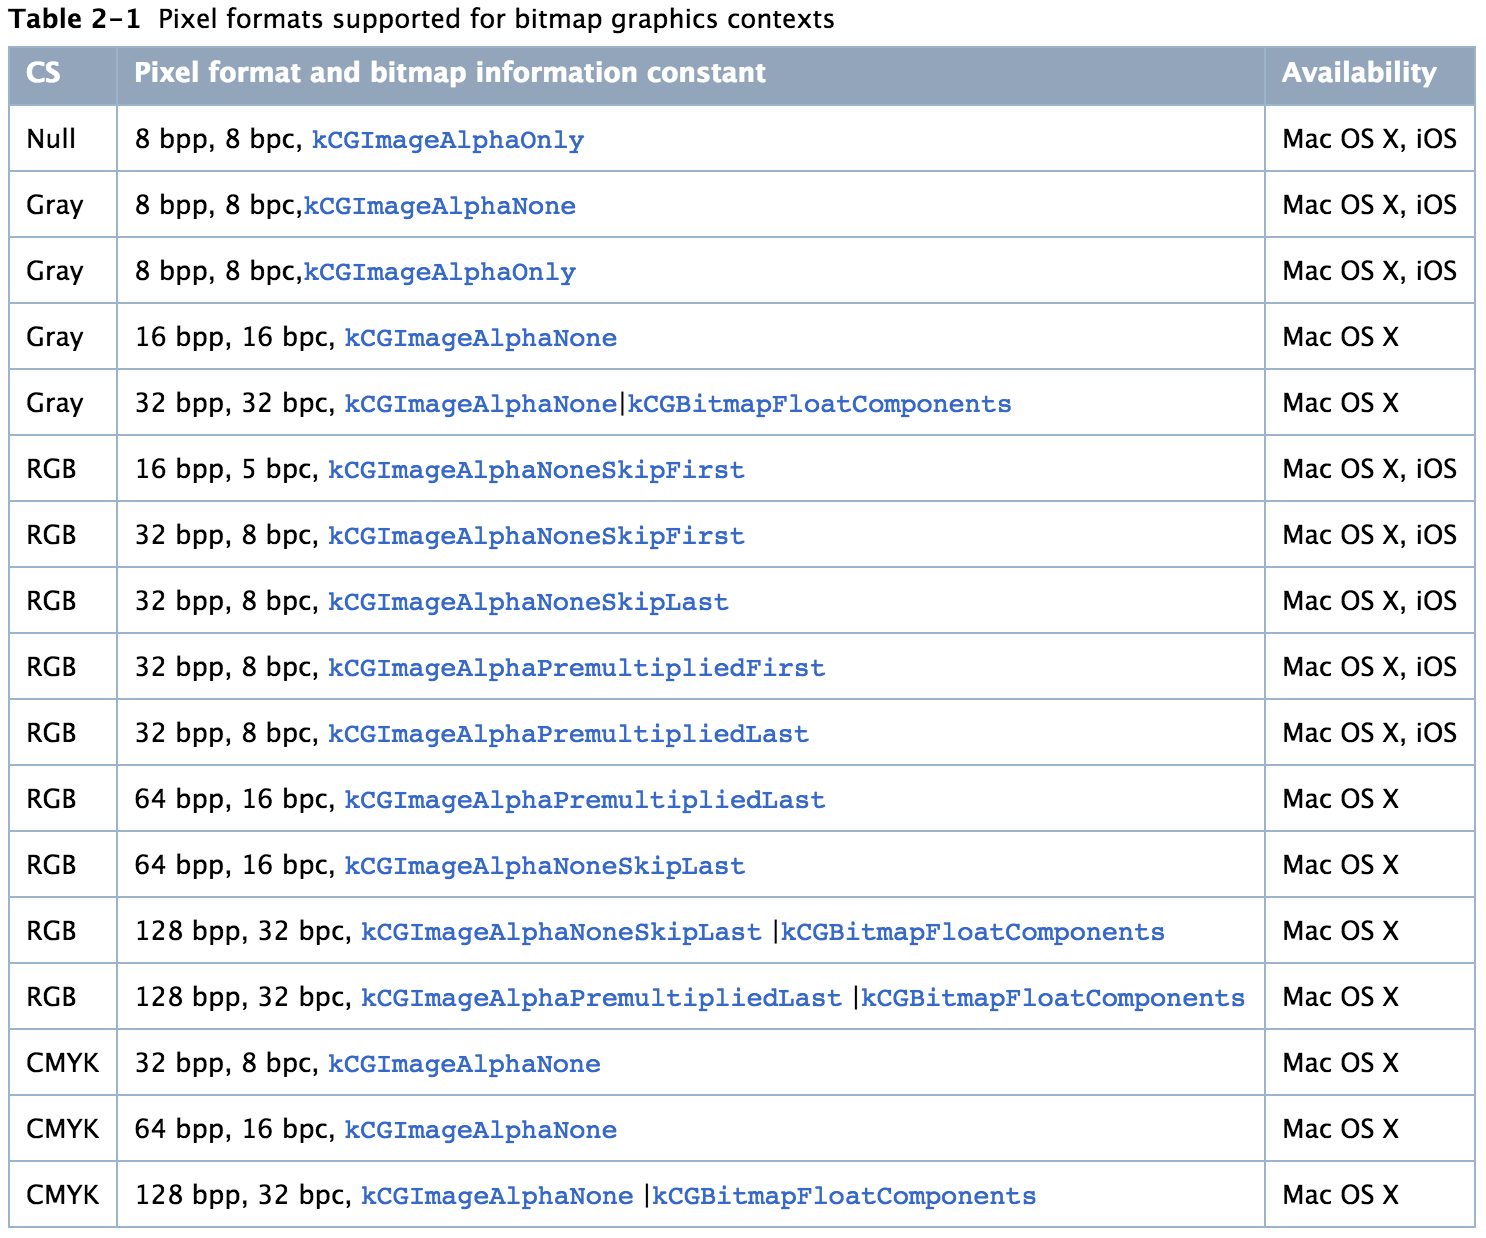 Table 2-1 Pixel formats supported for bitmap graphics contexts
CS Pixel format and bitmap information constant Availability
Null 8 bpp, 8 bpc, kCGImageAlphaOnly Mac OS X, iOS
Gray 8 bpp, 8 bpc,kCGImageAlphaNone Mac OS X, iOS
Gray 8 bpp, 8 bpc,kCGImageAlphaOnly Mac OS X, iOS
Gray 16 bpp, 16 bpc, kCGImageAlphaNone Mac OS X
Gray 32 bpp, 32 bpc, kCGImageAlphaNone|kCGBitmapFloatComponents Mac OS X
RGB 16 bpp, 5 bpc, kCGImageAlphaNoneSkipFirst Mac OS X, iOS
RGB 32 bpp, 8 bpc, kCGImageAlphaNoneSkipFirst Mac OS X, iOS
RGB 32 bpp, 8 bpc, kCGImageAlphaNoneSkipLast Mac OS X, iOS
RGB 32 bpp, 8 bpc, kCGImageAlphaPremultipliedFirst Mac OS X, iOS
RGB 32 bpp, 8 bpc, kCGImageAlphaPremultipliedLast Mac OS X, iOS
RGB 64 bpp, 16 bpc, kCGImageAlphaPremultipliedLast Mac OS X
RGB 64 bpp, 16 bpc, kCGImageAlphaNoneSkipLast Mac OS X
RGB 128 bpp, 32 bpc, kCGImageAlphaNoneSkipLast |kCGBitmapFloatComponents Mac OS X
RGB 128 bpp, 32 bpc, kCGImageAlphaPremultipliedLast |kCGBitmapFloatComponents Mac OS X
CMYK 32 bpp, 8 bpc, kCGImageAlphaNone Mac OS X
CMYK 64 bpp, 16 bpc, kCGImageAlphaNone Mac OS X
CMYK 128 bpp, 32 bpc, kCGImageAlphaNone |kCGBitmapFloatComponents Mac OS X